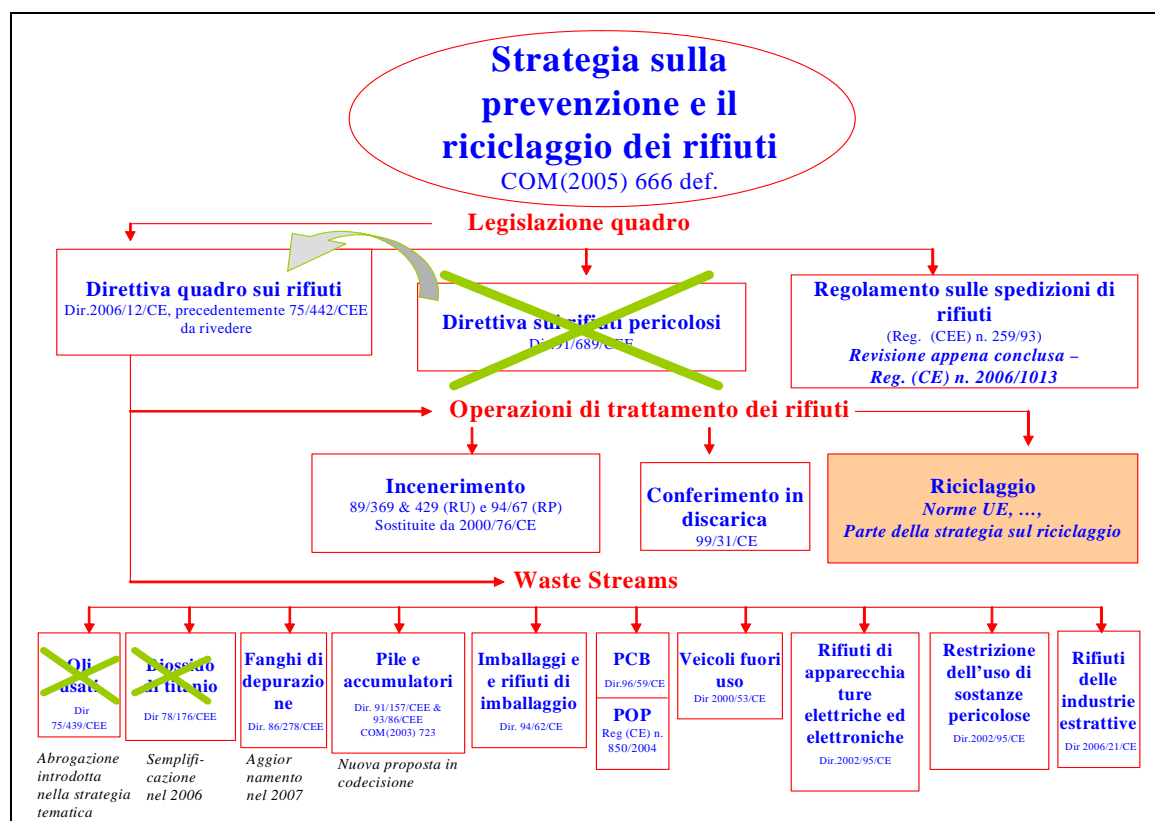 Strategia sulla
prevenzione e il
riciclaggio dei rifiuti
COM(2005) 666 def.
Legislazione quadro
Direttiva quadro sui rifiuti
Dir.2006/12/CE, precedentemente 75/442/CEE
da rivedere
Direttiva sui rifiuti pericolosi
Dir.91/689/CEE
Regolamento sulle spedizioni di
rifiuti
(Reg. (CEE) n. 259/93)
Revisione appena conclusa –
Reg. (CE) n. 2006/1013
Operazioni di trattamento dei rifiuti
Incenerimento
89/369 & 429 (RU) e 94/67 (RP)
Sostituite da 2000/76/CE
Conferimento in
discarica
99/31/CE
Riciclaggio
Norme UE, …,
Parte della strategia sul riciclaggio
Waste Streams
Oli
usati
Dir
75/439/CEE
Abrogazione
introdotta
nella strategia
tematica
Biossido
di titanio
Dir 78/176/CEE
Semplifi-
cazione
nel 2006
Fanghi di
depurazio
ne
Dir. 86/278/CEE
Aggior
namento
nel 2007
Pile e
accumulatori
Dir. 91/157/CEE &
93/86/CEE
COM(2003) 723
Nuova proposta in
codecisione
Imballaggi e
e rifiuti di
imballaggio
Dir. 94/62/CE
PCB
Dir.96/59/CE
POP
Reg (CE) n.
850/2004
Veicoli fuori
uso
Dir 2000/53/CE
Rifiuti di
apparecchia
ture
elettriche ed
elettroniche
Dir.2002/95/CE
Restrizione
dell'uso di
sostanze
pericolose
Dir.2002/95/CE
Rifiuti
delle
industrie
estrattive
Dir 2006/21/CE